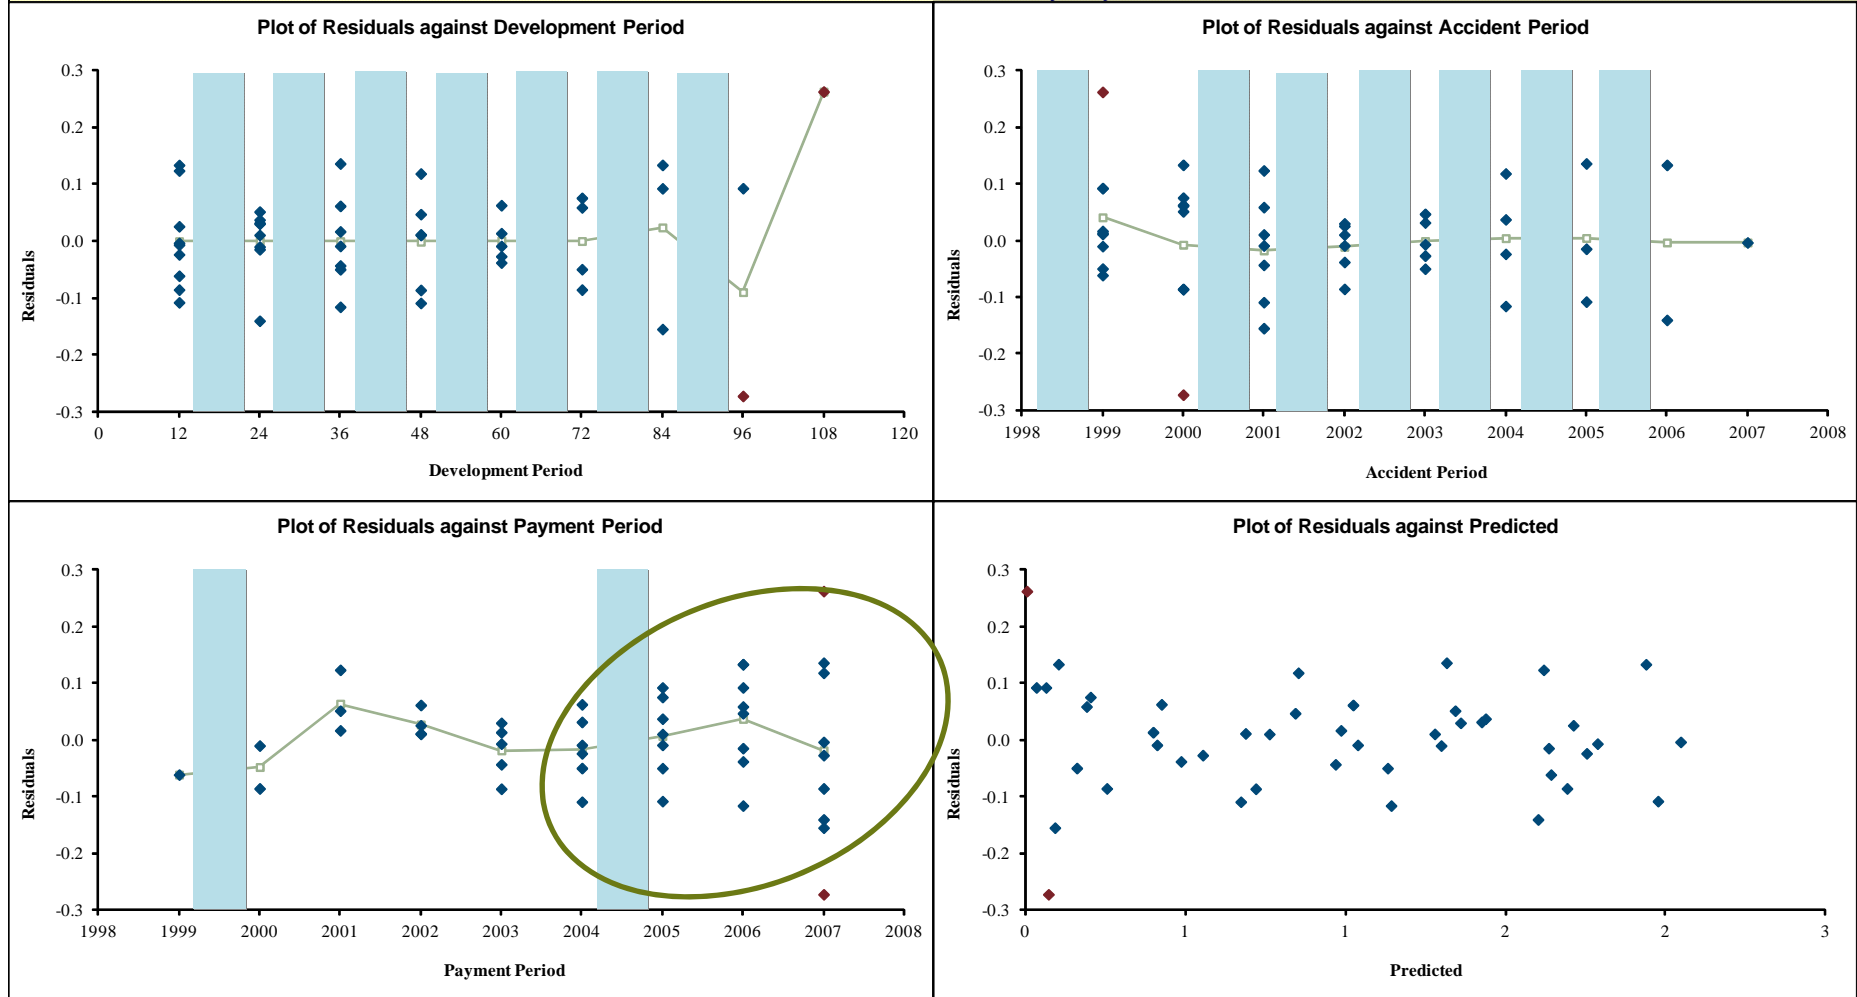 Plot of Residuals against Development Period
0.3
0.2
0.1
0.0
-0.1
-0.2
-0.3
Residuals
0 12 24 36 48 60 72 84 96 108 120
Development Period
Plot of Residuals against Accident Period
0.3
0.2
0.1
0.0
-0.1
-0.2
-0.3
Residuals
1998 1999 2000 2001 2002 2003 2004 2005 2006 2007 2008
Accident Period
Plot of Residuals against Payment Period
0.3
0.2
0.1
0.0
-0.1
-0.2
-0.3
Residuals
1998 1999 2000 2001 2002 2003 2004 2005 2006 2007 2008
Payment Period
Plot of Residuals against Predicted
0.3
0.2
0.1
0.0
-0.1
-0.2
-0.3
Residuals
0 1 1 2 2 3
Predicted